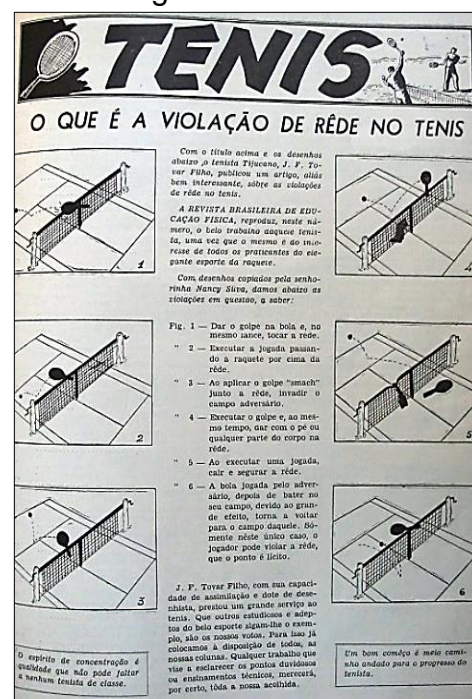 TÊNIS
O QUE É A VIOLAÇÃO DE RÊDE NO TENIS
Com o título acima e os desenhos
abaixo ,o tenista Tijucano, J. F. To-
var Filho, publicou um artigo, aliás
bem interessante, sôbre as violações
de rêde no tenis.
A REVISTA BRASILEIRA DE EDU-
CAÇÃO FISICA, reproduz, neste nú-
mero, o belo trabalho daquele tenis-
ta, uma vez que o mesmo é do inte-
resse de todos os praticantes do ele-
gante esporte da raquete.
Com desenhos copiados pela senho-
rinha Nancy Silva, damos abaixo as
violações em questão, a saber:
Fig. 1 — Dar o golpe na bola e, no
mesmo lance, tocar a rede.
" 2 — Executar a jogada passan-
do a raquete por cima da
rêde.
" 3 — Ao aplicar o golpe "smach"
junto a rêde, invadir o
campo adversário.
" 4 — Executar o golpe e, ao mes-
mo tempo, dar com o pé ou
qualquer parte do corpo na
rêde.
" 5 — Ao executar uma jogada,
cair e segurar a rêde.
" 6 — A bola jogada pelo adver-
sário, depois de bater no
seu campo, devido ao gran-
de efeito, torna a voltar
para o campo daquele. Sò-
mente nêste único caso, o
jogador pode violar a rêde,
que o ponto é lícito.
J. F. Tovar Filho, com sua capaci-
dade de assimilação e dote de dese-
nhista, prestou um grande serviço ao
tenis. Que outros estudiosos e adep-
tos do belo esporte sigam-lhe o exem-
plo, são os nossos votos. Para isso já
colocamos à disposição de todos, as
nossas colunas. Qualquer trabalho que
vise a esclarecer os pontos duvidosos
ou ensinamentos técnicos, merecerá,
por certo, tôda a nossa acolhida.
1
2
3
5
6
O espírito de concentração é
qualidade que não pode faltar
a nenhum tenista de classe.
Um bom começo é meio cami-
nho andado para o progresso do
tenista.